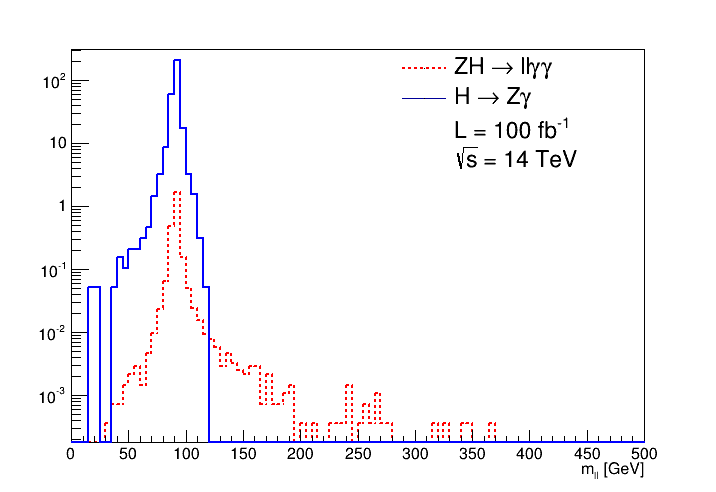 ZH → llγγ
H → Zγ
L = 100 fb⁻¹
√s = 14 TeV
10²
10
1
10⁻¹
10⁻²
10⁻³
0 50 100 150 200 250 300 350 400 450 500
m_ll [GeV]